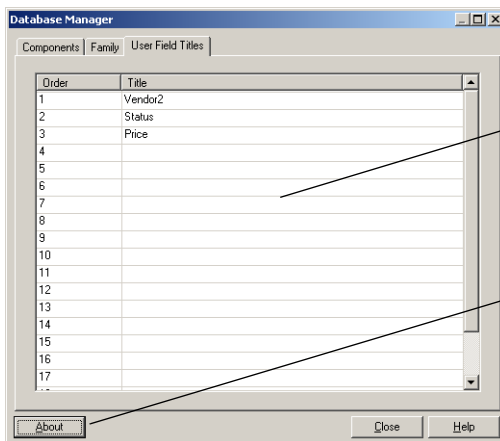 Database Manager
Components Family User Field Titles
Order Title
1 Vendor2
2 Status
3 Price
4
5
6
7
8
9
10
11
12
13
14
15
16
17
About Close Help